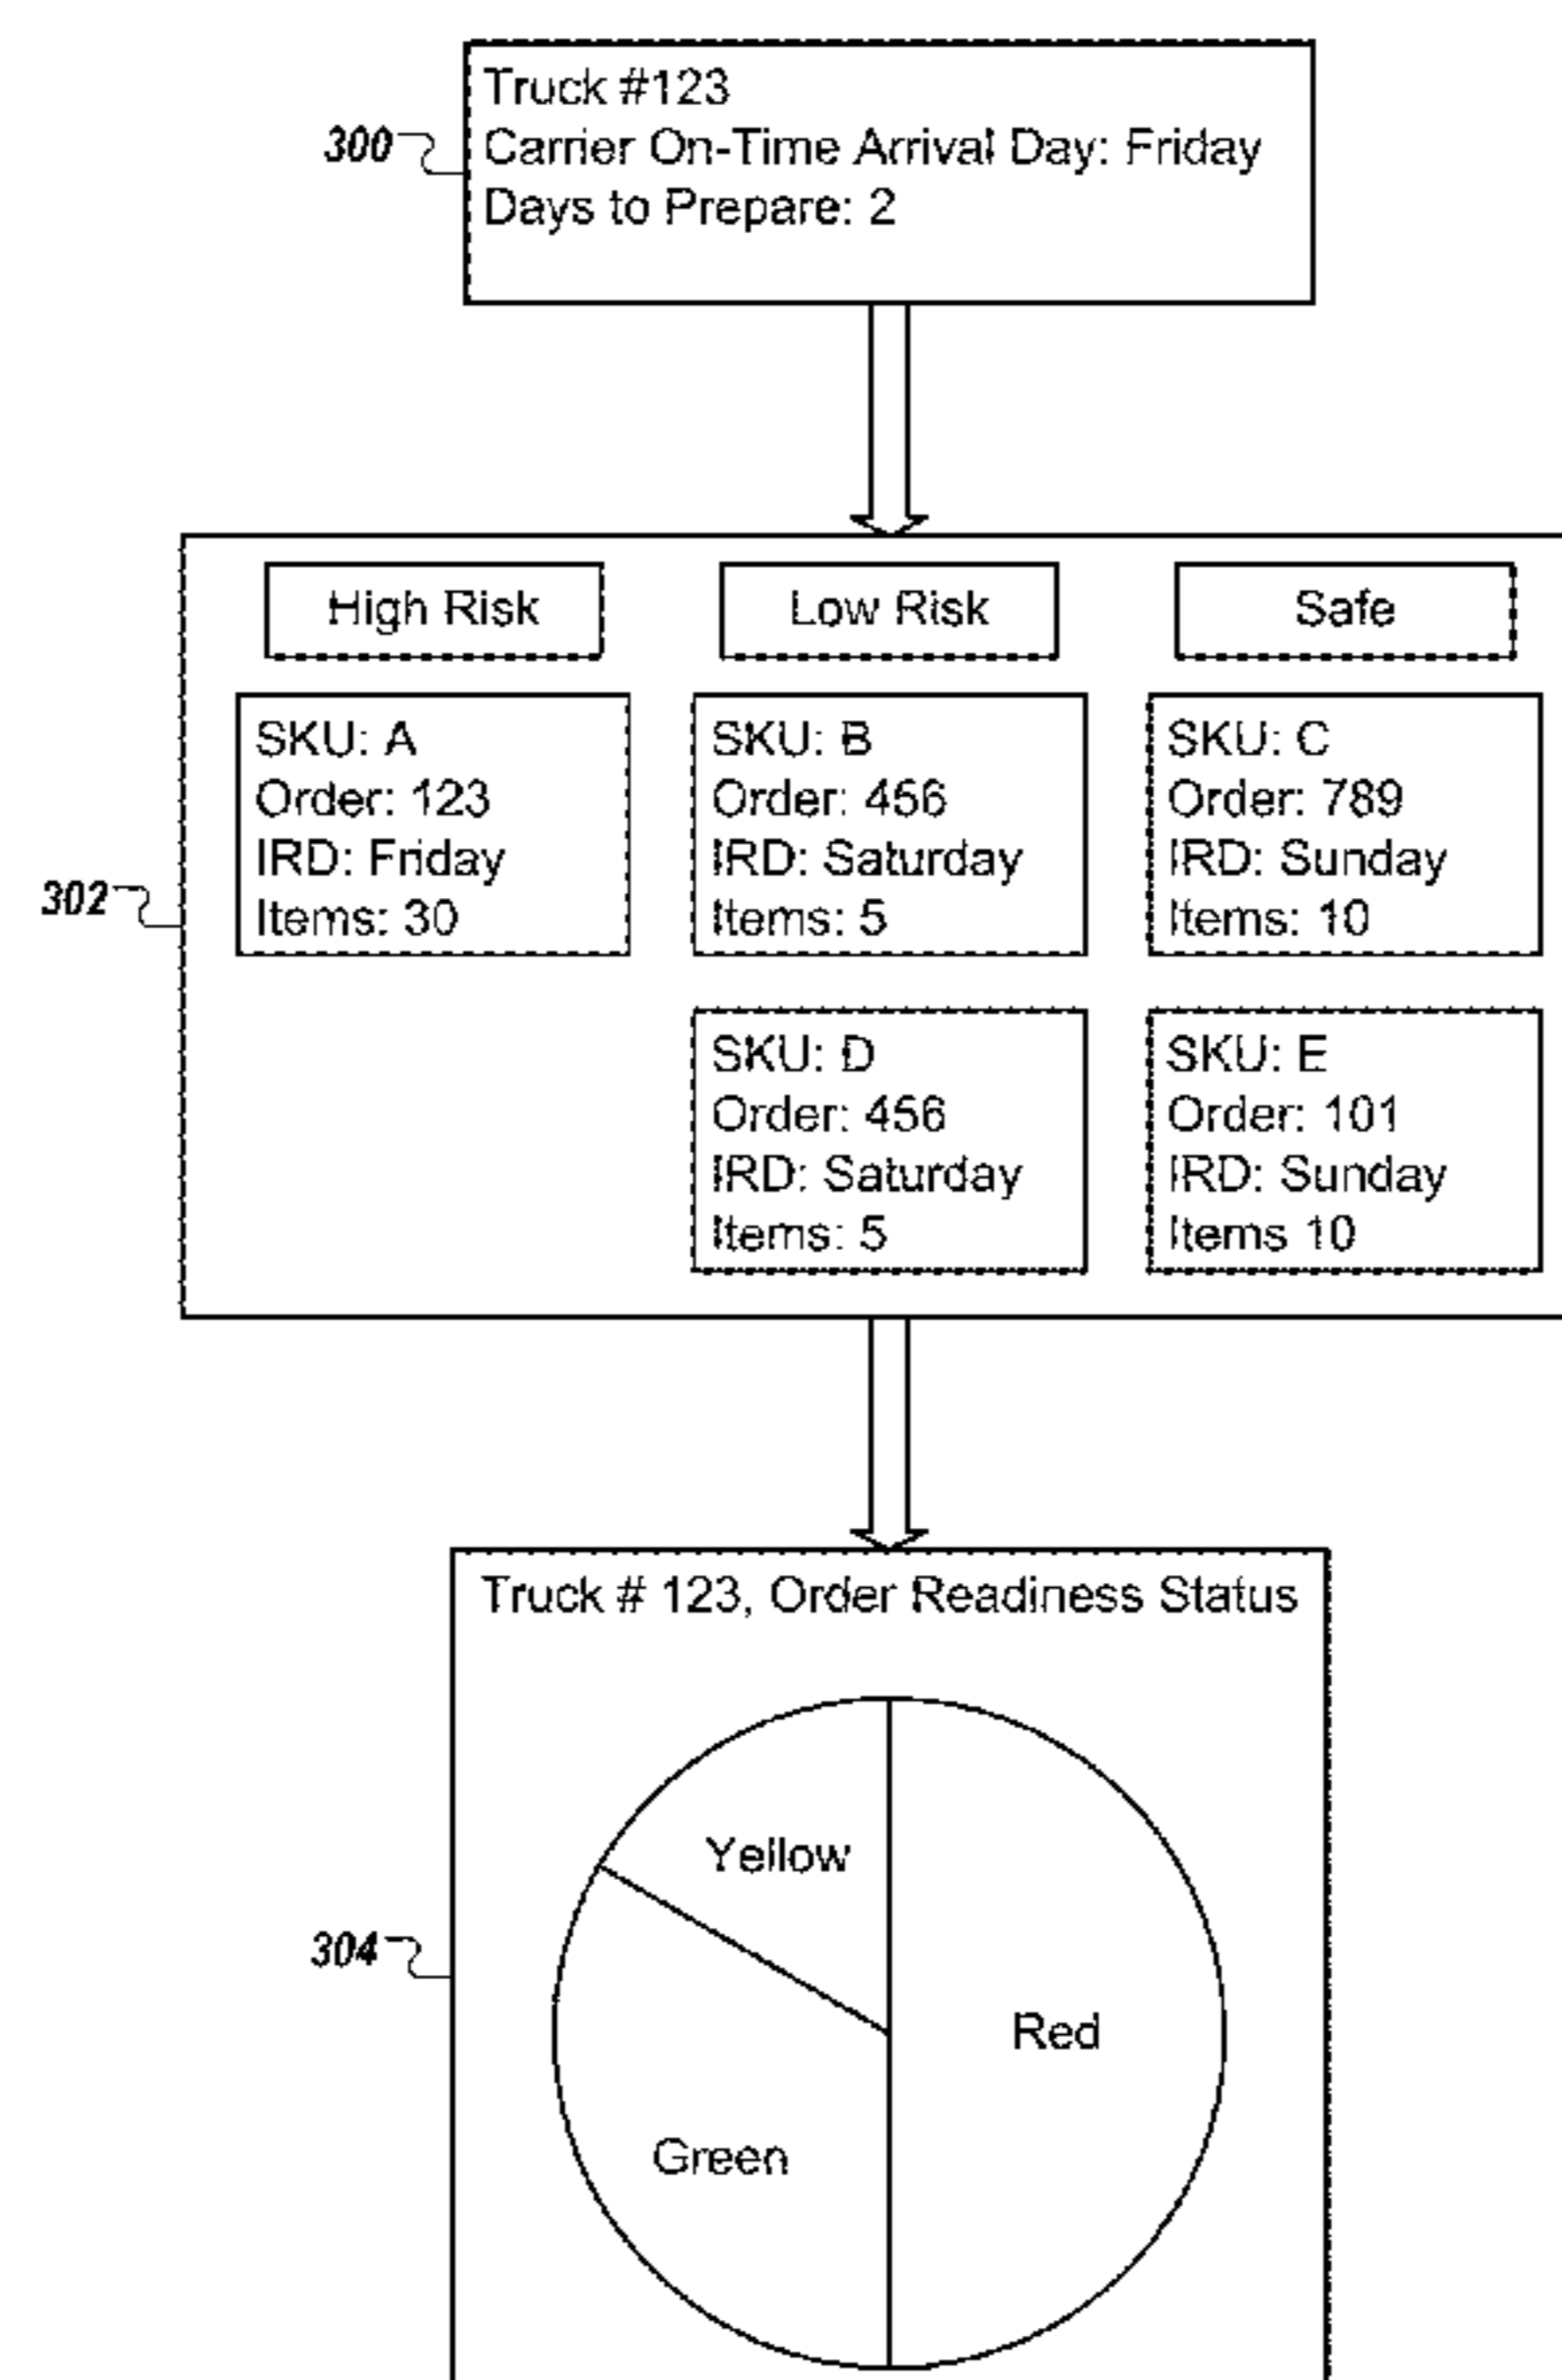 Truck #123
300
Carrier On-Time Arrival Day: Friday
Days to Prepare: 2
High Risk
Low Risk
Safe
SKU: A
Order: 123
IRD: Friday
Items: 30
SKU: B
Order: 456
IRD: Saturday
Items: 5
SKU: C
Order: 789
IRD: Sunday
Items: 10
302
SKU: D
Order: 456
IRD: Saturday
Items: 5
SKU: E
Order: 101
IRD: Sunday
Items 10
Truck # 123, Order Readiness Status
Yellow
304
Red
Green